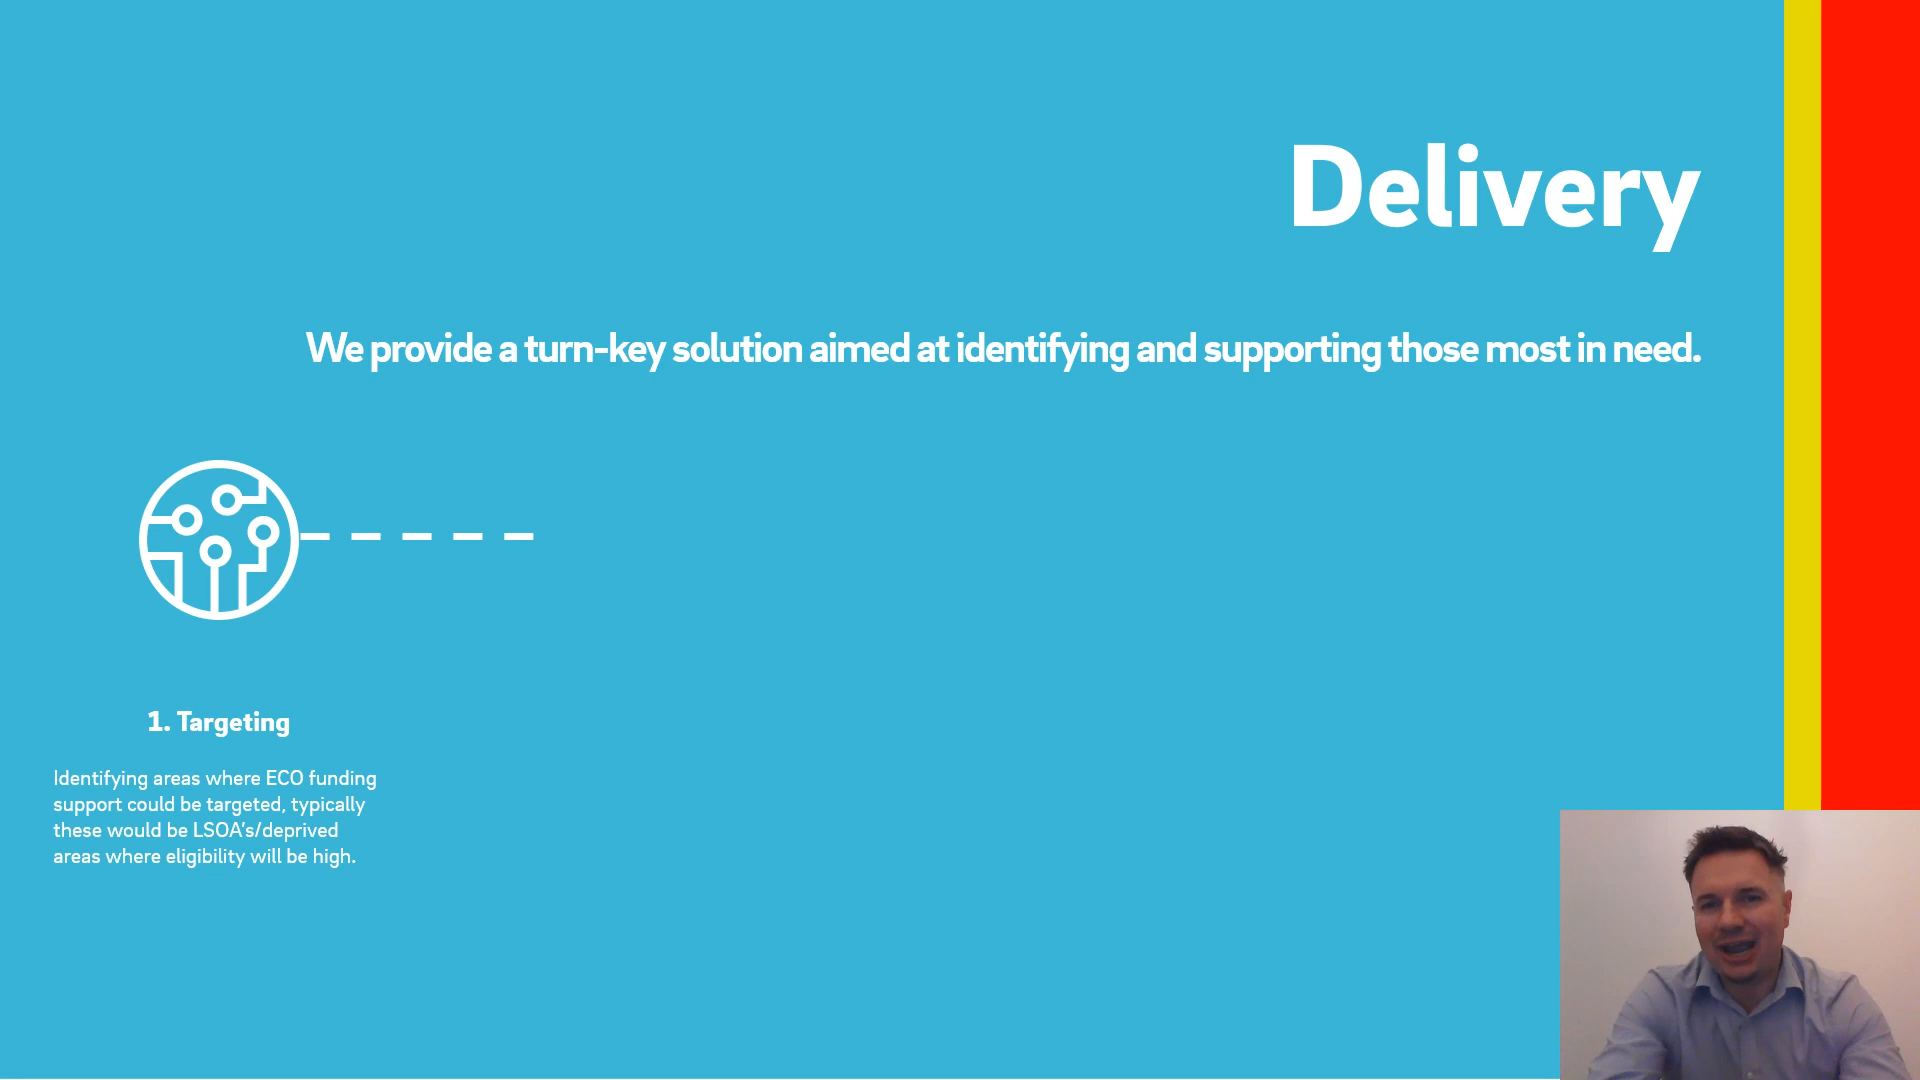 Delivery
We provide a turn-key solution aimed at identifying and supporting those most in need.
1. Targeting
Identifying areas where ECO funding
support could be targeted, typically
these would be LSOA's/deprived
areas where eligibility will be high.